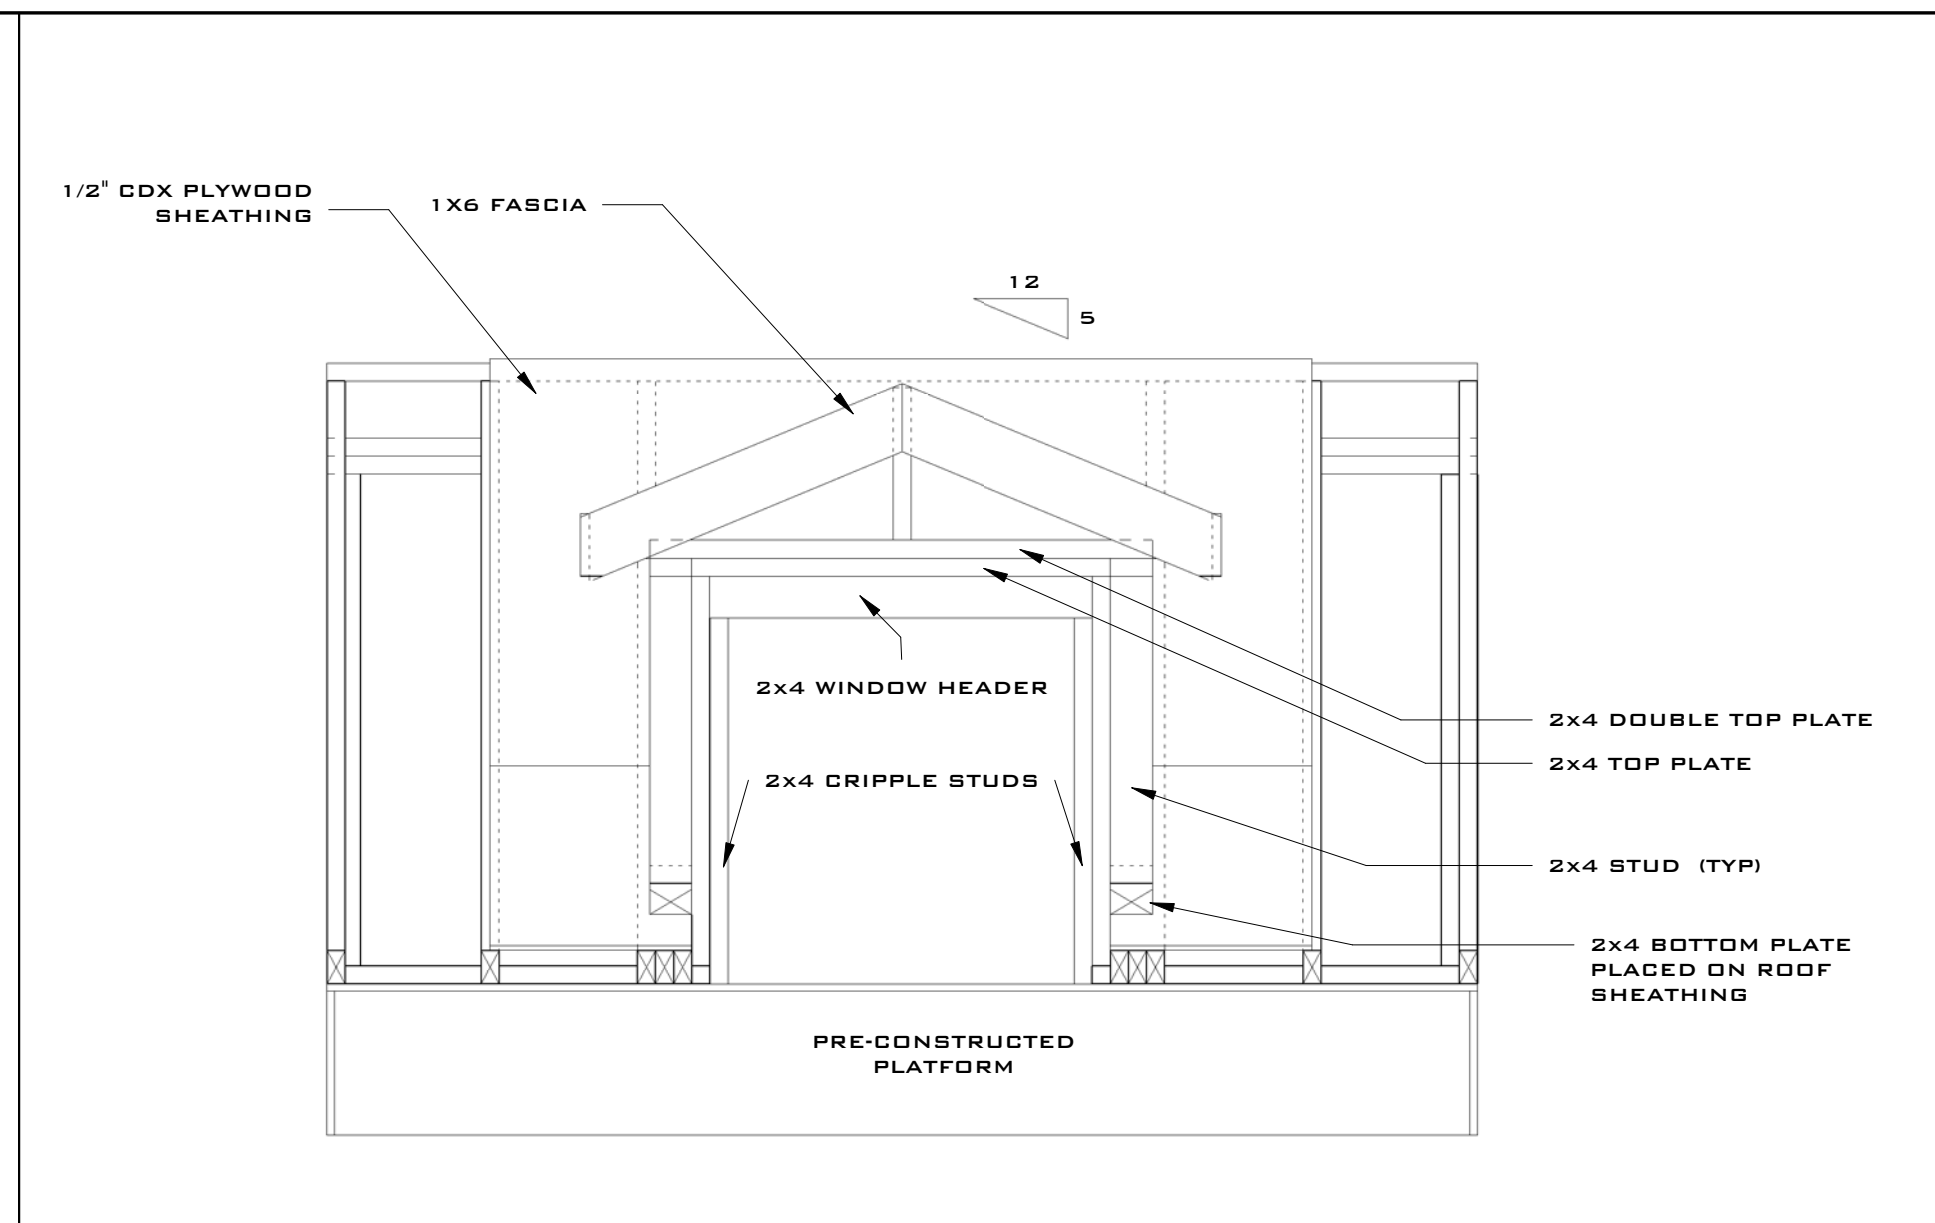 1/2" CDX PLYWOOD
SHEATHING
1X6 FASCIA
12
5
2x4 WINDOW HEADER
2x4 DOUBLE TOP PLATE
2x4 TOP PLATE
2x4 CRIPPLE STUDS
2x4 STUD (TYP)
2x4 BOTTOM PLATE
PLACED ON ROOF
SHEATHING
PRE-CONSTRUCTED
PLATFORM